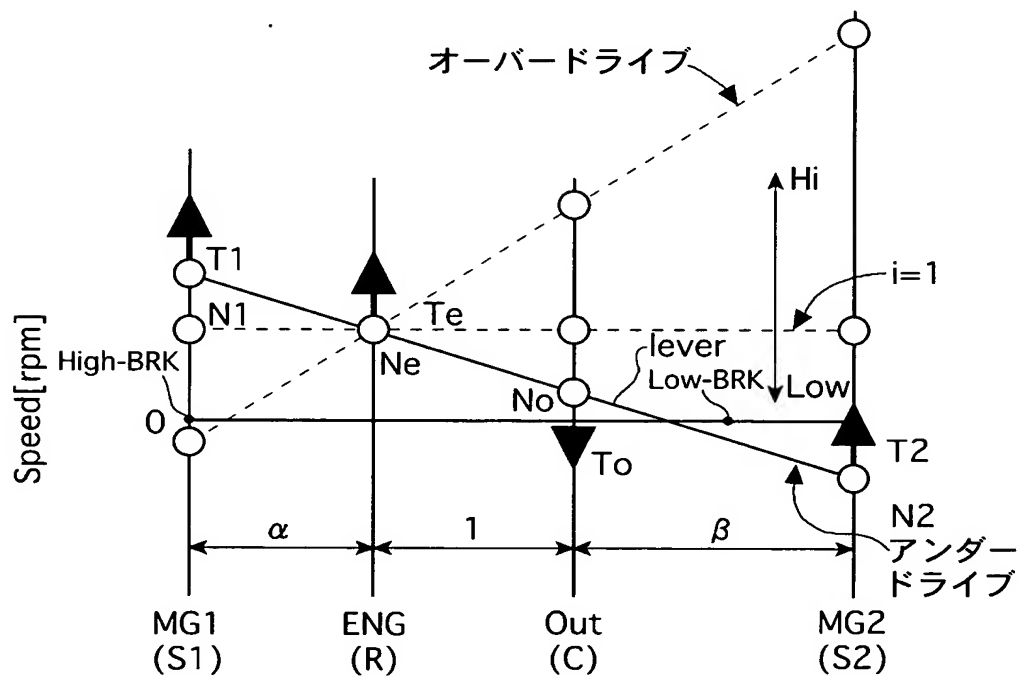 オーバードライブ
Hi
T1
N1
Te
i=1
High-BRK
Ne
lever
Low-BRK
Low
No
0
Speed[rpm]
To
T2
N2
アンダー
ドライブ
α
1
β
MG1
(S1)
ENG
(R)
Out
(C)
MG2
(S2)